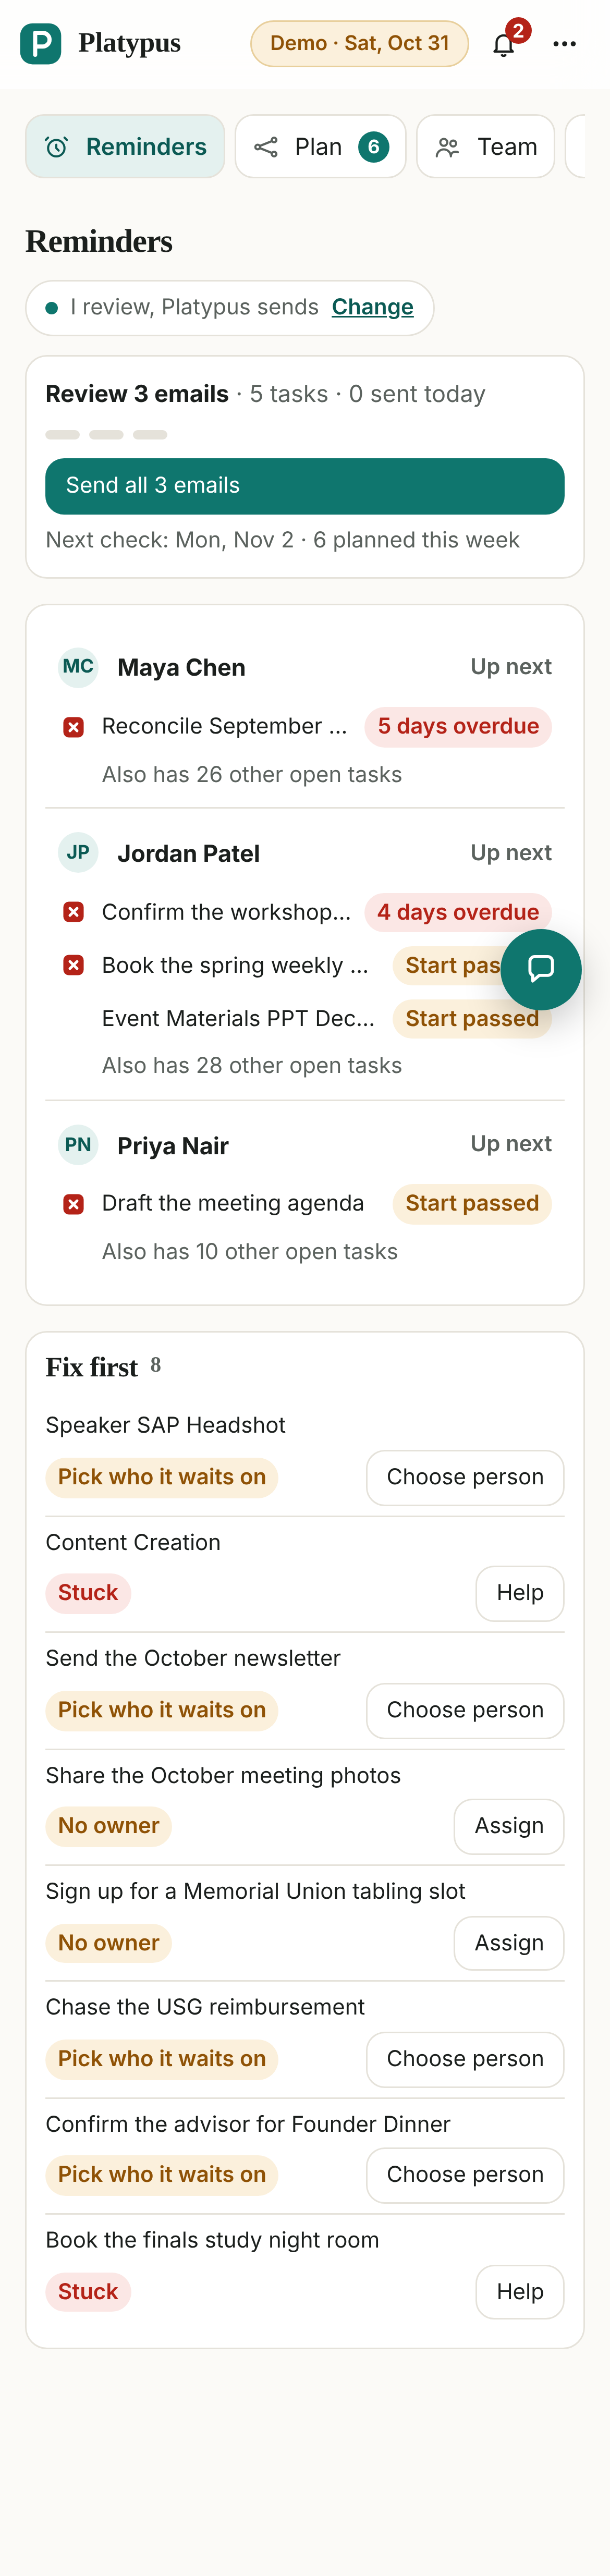 P Platypus Demo · Sat, Oct 31 2
Reminders Plan 6 Team
Reminders
I review, Platypus sends Change
Review 3 emails · 5 tasks · 0 sent today
Send all 3 emails
Next check: Mon, Nov 2 · 6 planned this week
MC Maya Chen Up next
Reconcile September ... 5 days overdue
Also has 26 other open tasks
JP Jordan Patel Up next
Confirm the workshop... 4 days overdue
Book the spring weekly ... Start pas
Event Materials PPT Dec... Start passed
Also has 28 other open tasks
PN Priya Nair Up next
Draft the meeting agenda Start passed
Also has 10 other open tasks
Fix first 8
Speaker SAP Headshot
Pick who it waits on Choose person
Content Creation
Stuck Help
Send the October newsletter
Pick who it waits on Choose person
Share the October meeting photos
No owner Assign
Sign up for a Memorial Union tabling slot
No owner Assign
Chase the USG reimbursement
Pick who it waits on Choose person
Confirm the advisor for Founder Dinner
Pick who it waits on Choose person
Book the finals study night room
Stuck Help